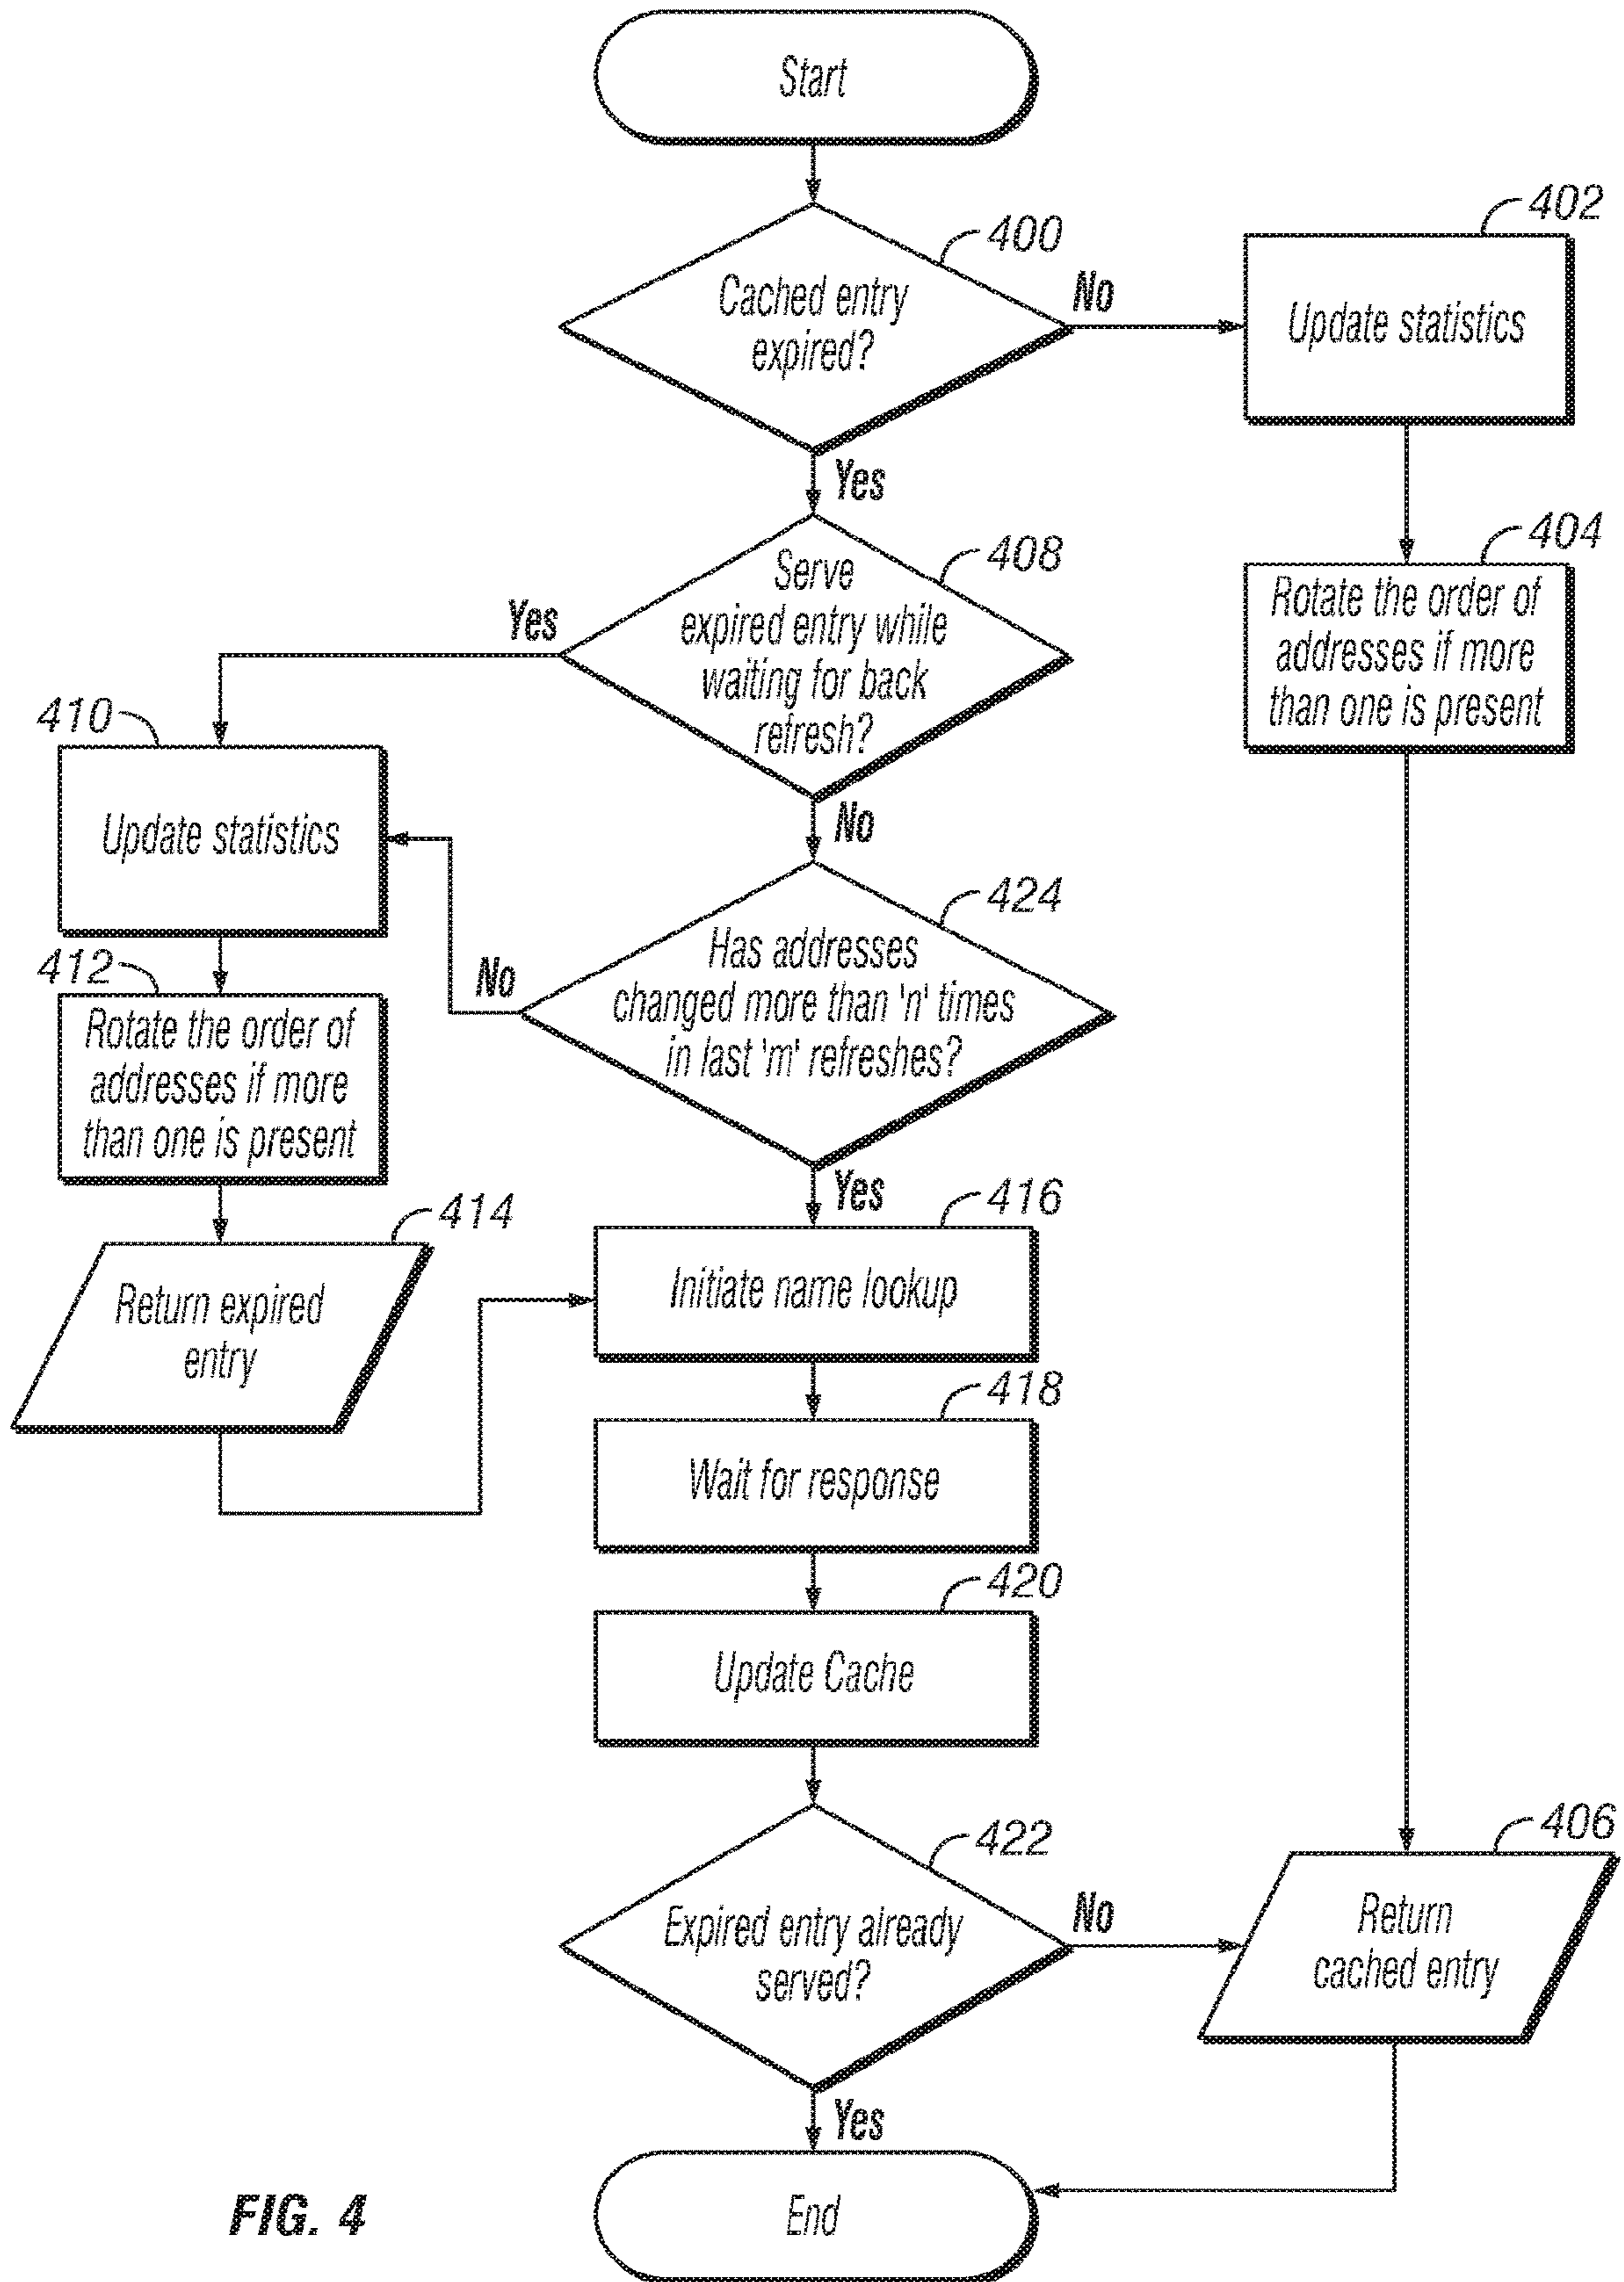 Start
400
Cached entry
expired?
No
402
Update statistics
Yes
408
Serve
expired entry while
waiting for back
refresh?
Yes
404
Rotate the order of
addresses if more
than one is present
410
Update statistics
No
424
Has addresses
changed more than 'n' times
in last 'm' refreshes?
No
412
Rotate the order of
addresses if more
than one is present
Yes
416
Initiate name lookup
414
Return expired
entry
418
Wait for response
420
Update Cache
422
Expired entry already
served?
No
406
Return
cached entry
Yes
End
FIG. 4